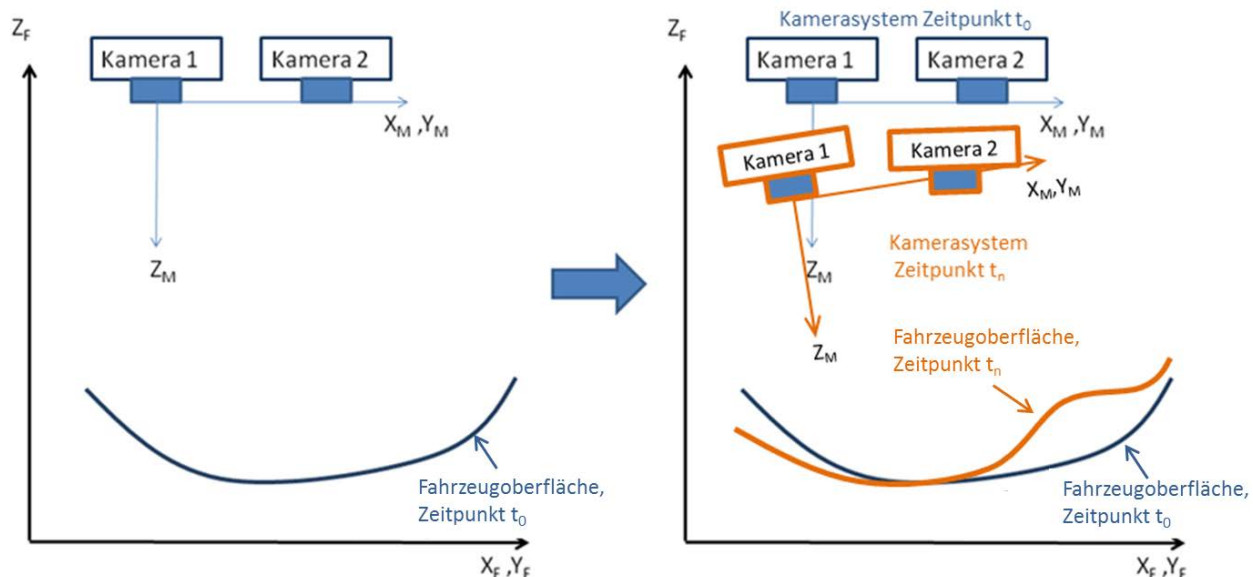 Z_F
Kamera 1
Kamera 2
X_M ,Y_M
Z_M
Fahrzeugoberfläche,
Zeitpunkt t_0
X_F ,Y_F
Z_F
Kamerasystem Zeitpunkt t_0
Kamera 1
Kamera 2
X_M ,Y_M
Kamera 1
Kamera 2
X_M,Y_M
Kamerasystem
Zeitpunkt t_n
Z_M
Fahrzeugoberfläche,
Zeitpunkt t_n
Z_M
Fahrzeugoberfläche,
Zeitpunkt t_0
X_F ,Y_F